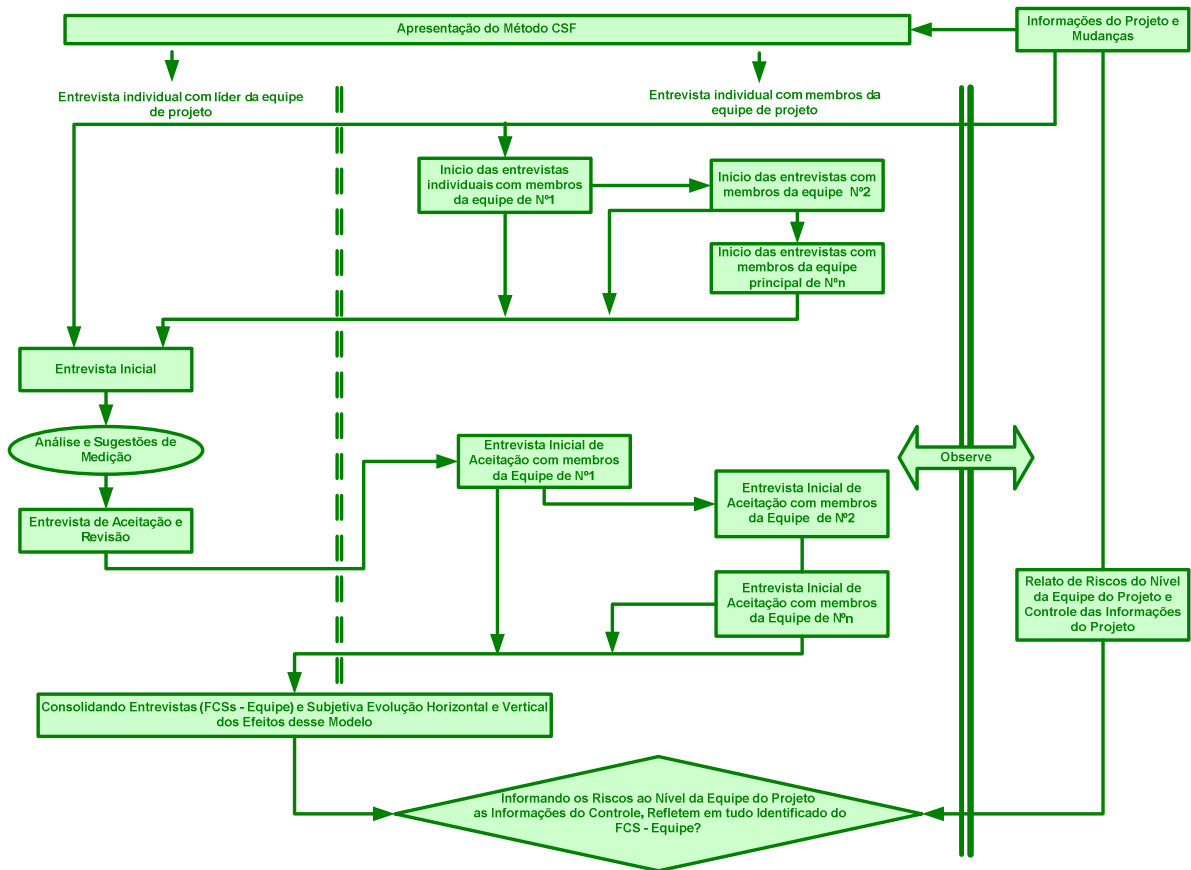 Apresentação do Método CSF
Informações do Projeto e
Mudanças
Entrevista individual com líder da equipe
de projeto
Entrevista individual com membros da
equipe de projeto
Inicio das entrevistas
individuais com membros
da equipe de Nº1
Inicio das entrevistas com
membros da equipe Nº2
Inicio das entrevistas com
membros da equipe
principal de Nºn
Entrevista Inicial
Análise e Sugestões de
Medição
Entrevista de Aceitação e
Revisão
Entrevista Inicial de
Aceitação com membros
da Equipe de Nº1
Observe
Entrevista Inicial de
Aceitação com membros
da Equipe de Nº2
Entrevista Inicial de
Aceitação com membros
da Equipe de Nºn
Relato de Riscos do Nível
da Equipe do Projeto e
Controle das Informações
do Projeto
Consolidando Entrevistas (FCSs - Equipe) e Subjetiva Evolução Horizontal e Vertical
dos Efeitos desse Modelo
Informando os Riscos ao Nível da Equipe do Projeto
as Informações do Controle, Refletem em tudo Identificado do
FCS - Equipe?